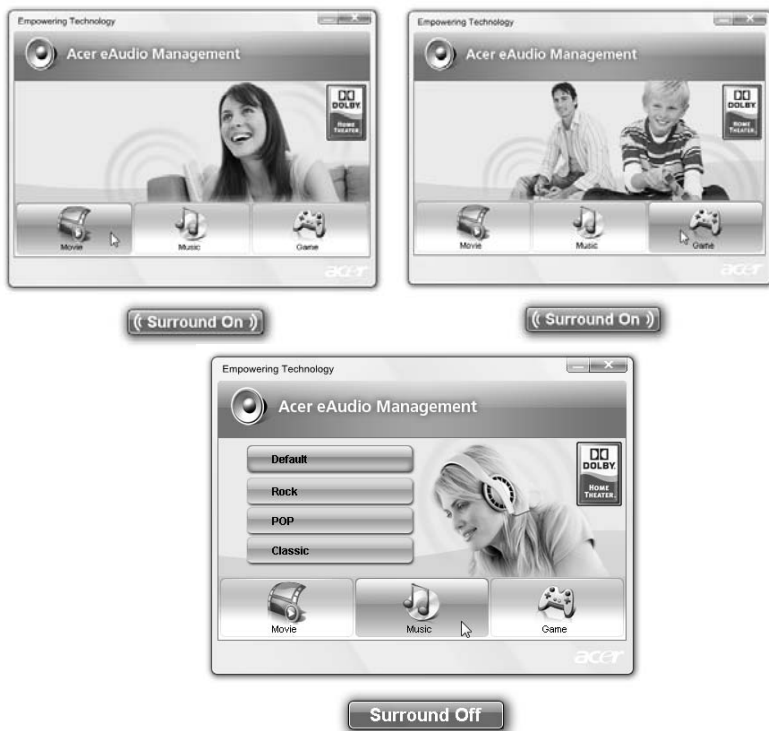 Empowering Technology
Acer eAudio Management
DOLBY
HOME THEATER
Movie
Music
Game
acer
(( Surround On ))
Empowering Technology
Acer eAudio Management
DOLBY
HOME THEATER
Movie
Music
Game
acer
(( Surround On ))
Empowering Technology
Acer eAudio Management
Default
Rock
POP
Classic
DOLBY
HOME THEATER
Movie
Music
Game
acer
Surround Off